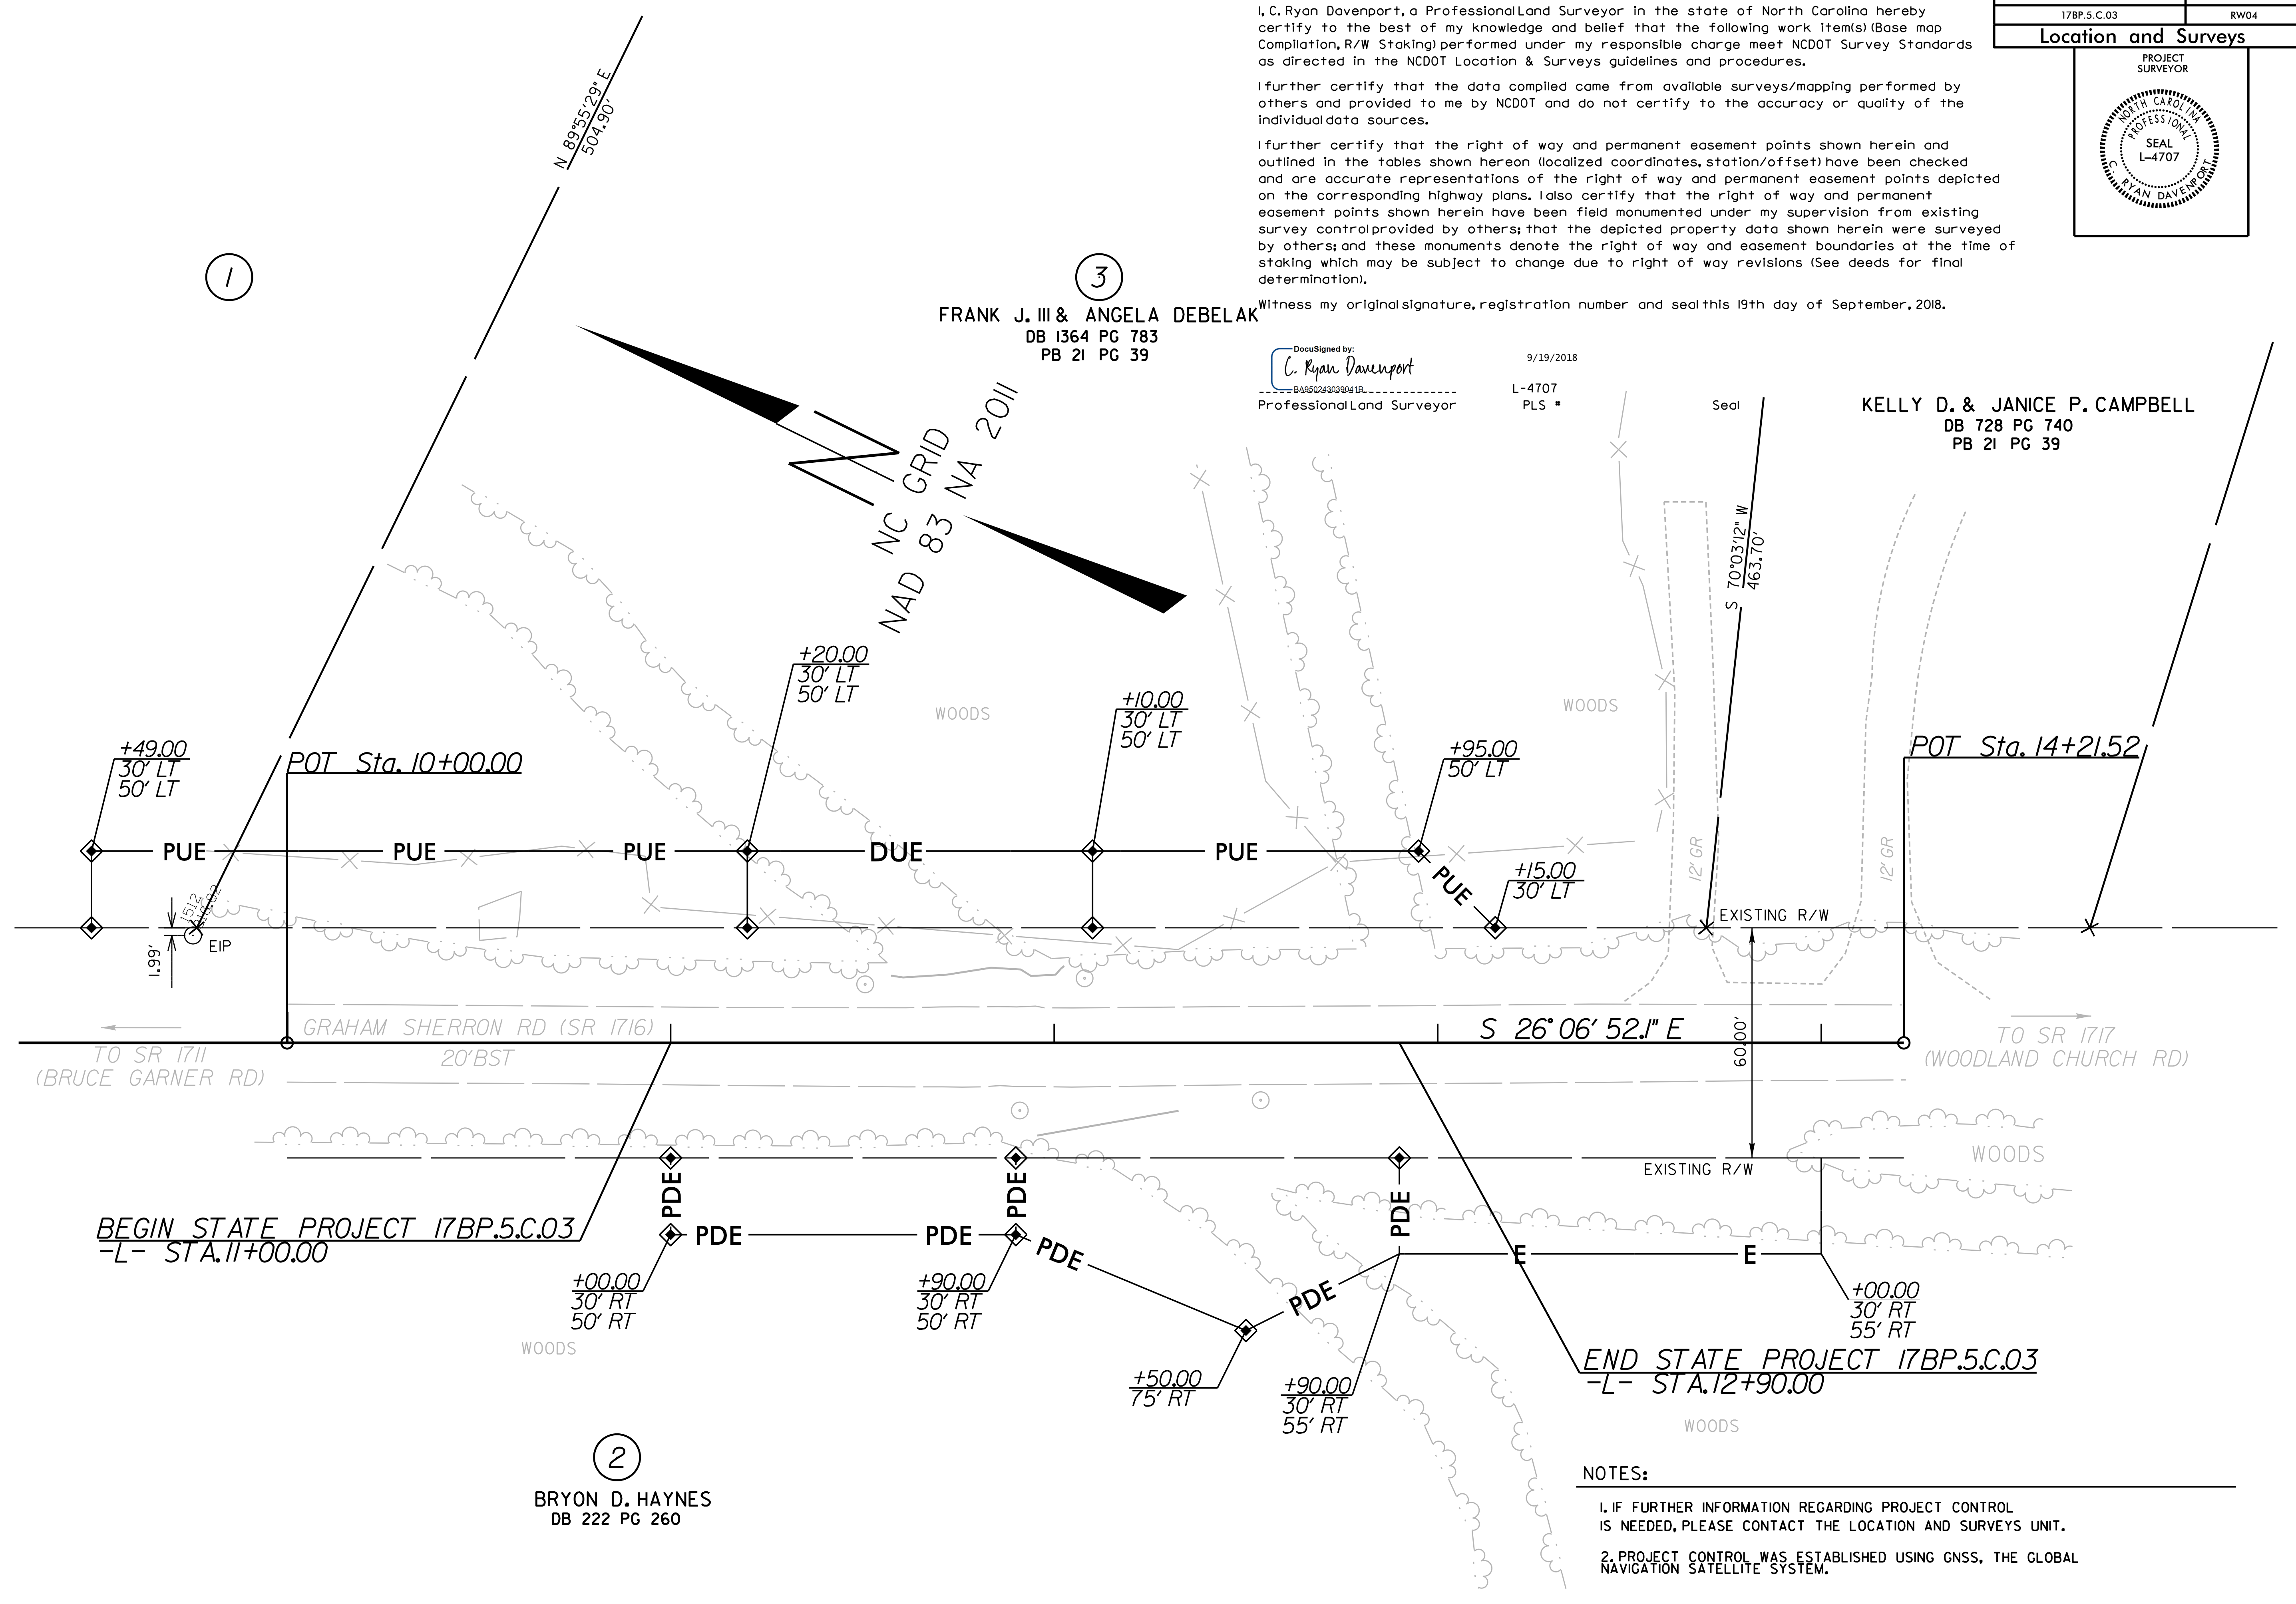 I, C. Ryan Davenport, a Professional Land Surveyor in the state of North Carolina hereby
certify to the best of my knowledge and belief that the following work item(s) (Base map
Compilation, R/W Staking) performed under my responsible charge meet NCDOT Survey Standards
as directed in the NCDOT Location & Surveys guidelines and procedures.
I further certify that the data compiled came from available surveys/mapping performed by
others and provided to me by NCDOT and do not certify to the accuracy or quality of the
individual data sources.
I further certify that the right of way and permanent easement points shown herein and
outlined in the tables shown hereon (localized coordinates, station/offset) have been checked
and are accurate representations of the right of way and permanent easement points depicted
on the corresponding highway plans. I also certify that the right of way and permanent
easement points shown herein have been field monumented under my supervision from existing
survey control provided by others; that the depicted property data shown herein were surveyed
by others; and these monuments denote the right of way and easement boundaries at the time of
staking which may be subject to change due to right of way revisions (See deeds for final
determination).
Witness my original signature, registration number and seal this 19th day of September, 2018.
DocuSigned by:
C. Ryan Davenport
BA950243039041B...
9/19/2018
L-4707
Professional Land Surveyor
PLS #
Seal
17BP.5.C.03
RW04
Location and Surveys
PROJECT
SURVEYOR
NORTH CAROLINA
PROFESSIONAL
SEAL
L-4707
C. RYAN DAVENPORT
N 89°55'29" E
504.90'
1
3
FRANK J. III & ANGELA DEBELAK
DB 1364 PG 783
PB 21 PG 39
KELLY D. & JANICE P. CAMPBELL
DB 728 PG 740
PB 21 PG 39
NC GRID
NAD 83 NA 2011
S 70°03'12" W
463.70'
WOODS
WOODS
+49.00
30' LT
50' LT
POT Sta. 10+00.00
+20.00
30' LT
50' LT
+10.00
30' LT
50' LT
+95.00
50' LT
+15.00
30' LT
POT Sta. 14+21.52
PUE
PUE
PUE
DUE
PUE
PUE
12' GR
12' GR
1512
EIP
1.99'
EXISTING R/W
GRAHAM SHERRON RD (SR 1716)
20' BST
TO SR 1711
(BRUCE GARNER RD)
S 26° 06' 52.1" E
60.00'
TO SR 1717
(WOODLAND CHURCH RD)
EXISTING R/W
WOODS
BEGIN STATE PROJECT 17BP.5.C.03
-L- STA. 11+00.00
PDE
PDE
PDE
PDE
PDE
PDE
PDE
E
E
+00.00
30' RT
50' RT
+90.00
30' RT
50' RT
+50.00
75' RT
+90.00
30' RT
55' RT
+00.00
30' RT
55' RT
WOODS
END STATE PROJECT 17BP.5.C.03
-L- STA. 12+90.00
WOODS
2
BRYON D. HAYNES
DB 222 PG 260
NOTES:
1. IF FURTHER INFORMATION REGARDING PROJECT CONTROL
IS NEEDED, PLEASE CONTACT THE LOCATION AND SURVEYS UNIT.
2. PROJECT CONTROL WAS ESTABLISHED USING GNSS, THE GLOBAL
NAVIGATION SATELLITE SYSTEM.